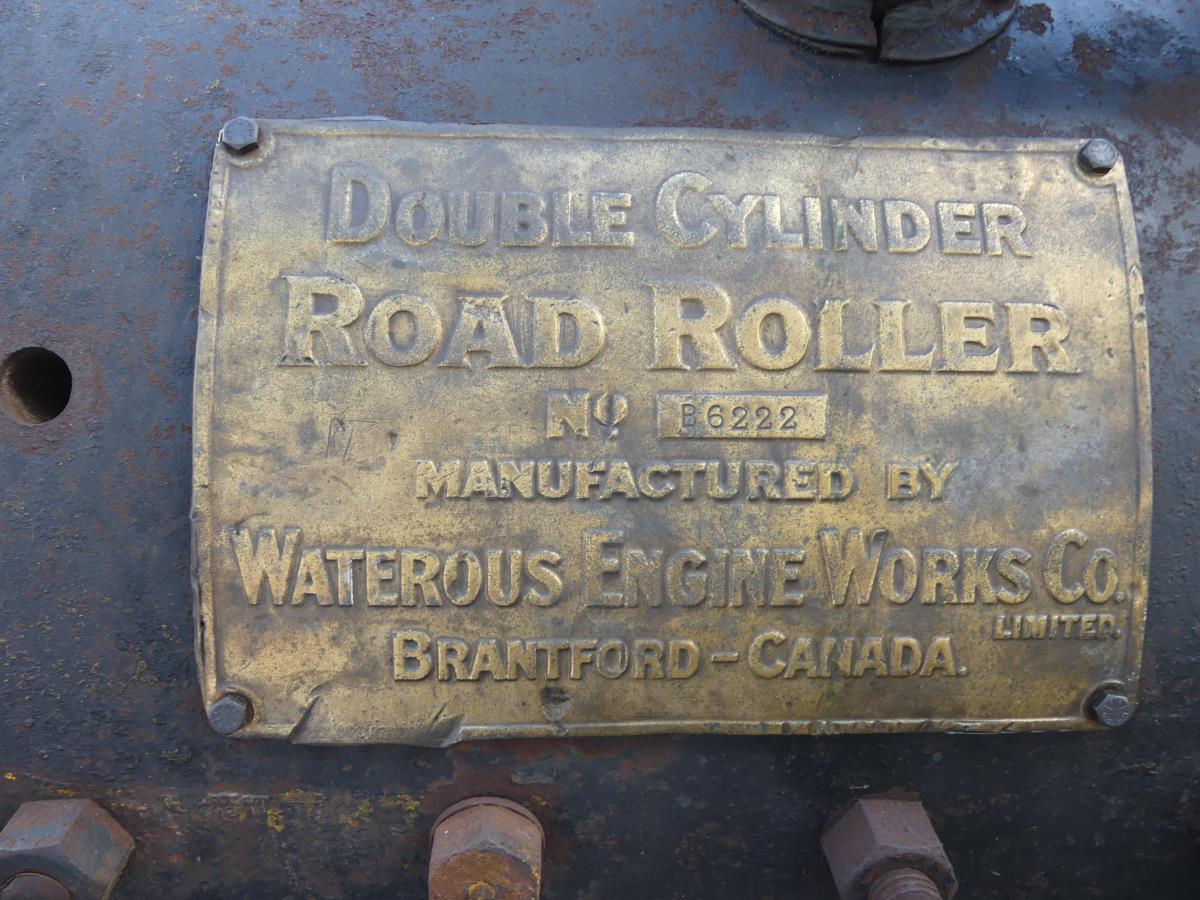 DOUBLE CYLINDER
ROAD ROLLER
No B6222
MANUFACTURED BY
WATEROUS ENGINE WORKS CO.
LIMITED.
BRANTFORD - CANADA.